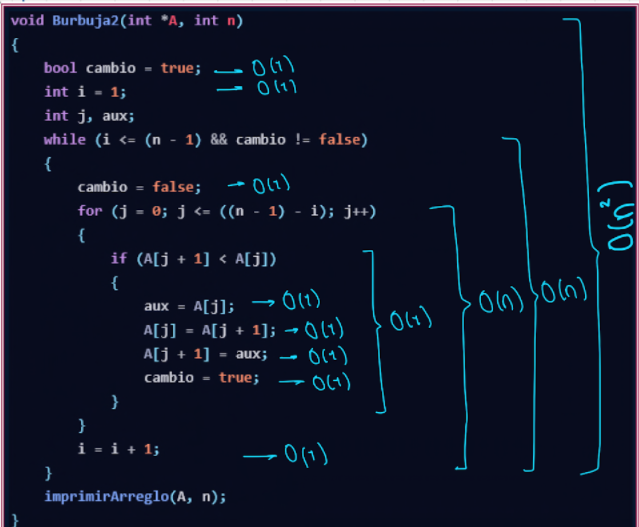 void Burbuja2(int *A, int n)
{
bool cambio = true; → O(1)
int i = 1; → O(1)
int j, aux;
while (i <= (n - 1) && cambio != false)
{
cambio = false; → O(1)
for (j = 0; j <= ((n - 1) - i); j++)
{
if (A[j + 1] < A[j])
{
aux = A[j]; → O(1)
A[j] = A[j + 1]; → O(1)
A[j + 1] = aux; → O(1)
cambio = true; → O(1)
}
}
i = i + 1; → O(1)
}
imprimirArreglo(A, n);
}
O(1)
O(n)
O(n)
O(n²)